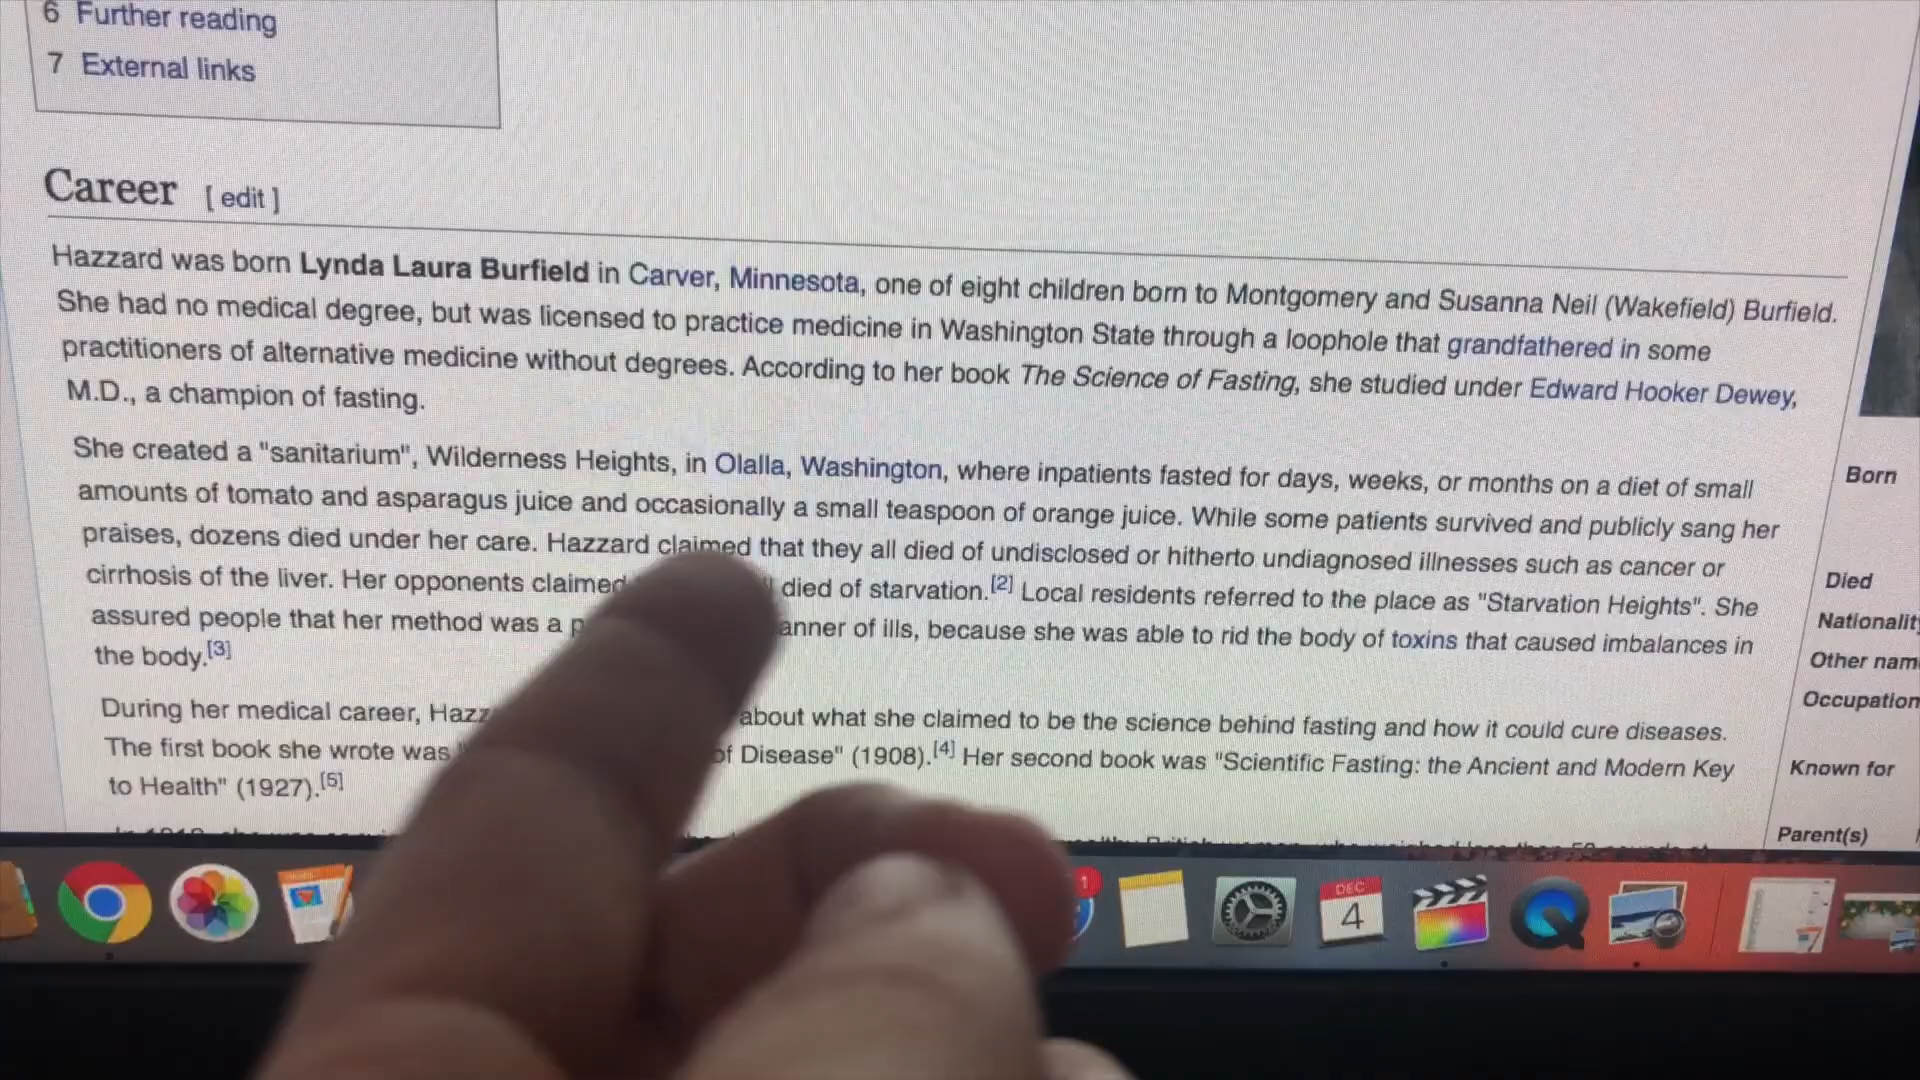 6 Further reading
7 External links
Career [ edit ]
Hazzard was born Lynda Laura Burfield in Carver, Minnesota, one of eight children born to Montgomery and Susanna Neil (Wakefield) Burfield.
She had no medical degree, but was licensed to practice medicine in Washington State through a loophole that grandfathered in some
practitioners of alternative medicine without degrees. According to her book The Science of Fasting, she studied under Edward Hooker Dewey,
M.D., a champion of fasting.
She created a "sanitarium", Wilderness Heights, in Olalla, Washington, where inpatients fasted for days, weeks, or months on a diet of small
amounts of tomato and asparagus juice and occasionally a small teaspoon of orange juice. While some patients survived and publicly sang her
praises, dozens died under her care. Hazzard claimed that they all died of undisclosed or hitherto undiagnosed illnesses such as cancer or
cirrhosis of the liver. Her opponents claimed died of starvation.[2] Local residents referred to the place as "Starvation Heights". She
assured people that her method was a anner of ills, because she was able to rid the body of toxins that caused imbalances in
the body.[3]
During her medical career, Hazz about what she claimed to be the science behind fasting and how it could cure diseases.
The first book she wrote was of Disease" (1908).[4] Her second book was "Scientific Fasting: the Ancient and Modern Key
to Health" (1927).[5]
Born
Died
Nationality
Other nam
Occupation
Known for
Parent(s)
1
DEC
4